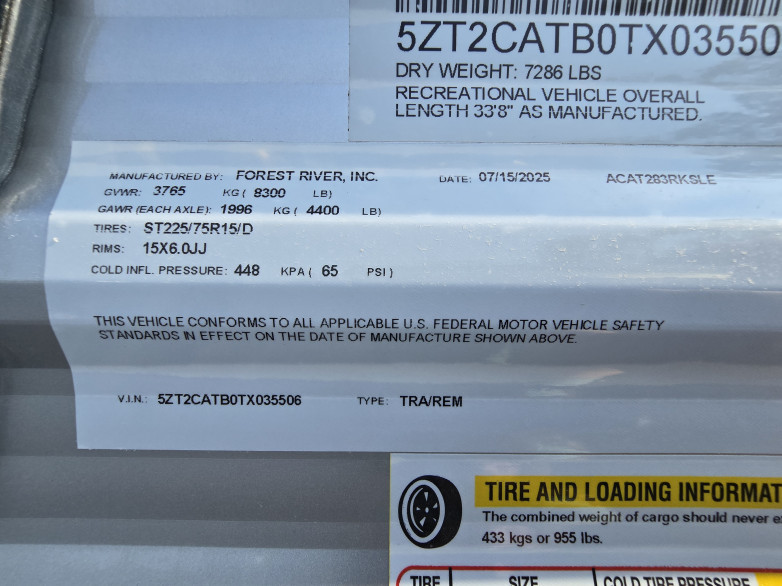 5ZT2CATB0TX03550
DRY WEIGHT: 7286 LBS
RECREATIONAL VEHICLE OVERALL
LENGTH 33'8" AS MANUFACTURED.
MANUFACTURED BY: FOREST RIVER, INC. DATE: 07/15/2025 ACAT283RKSLE
GVWR: 3765 KG ( 8300 LB)
GAWR (EACH AXLE): 1996 KG ( 4400 LB)
TIRES: ST225/75R15/D
RIMS: 15X6.0JJ
COLD INFL. PRESSURE: 448 KPA ( 65 PSI )
THIS VEHICLE CONFORMS TO ALL APPLICABLE U.S. FEDERAL MOTOR VEHICLE SAFETY
STANDARDS IN EFFECT ON THE DATE OF MANUFACTURE SHOWN ABOVE.
V.I.N.: 5ZT2CATB0TX035506 TYPE: TRA/REM
TIRE AND LOADING INFORMAT
The combined weight of cargo should never
433 kgs or 955 lbs.
TIRE SIZE COLD TIRE PRESSURE